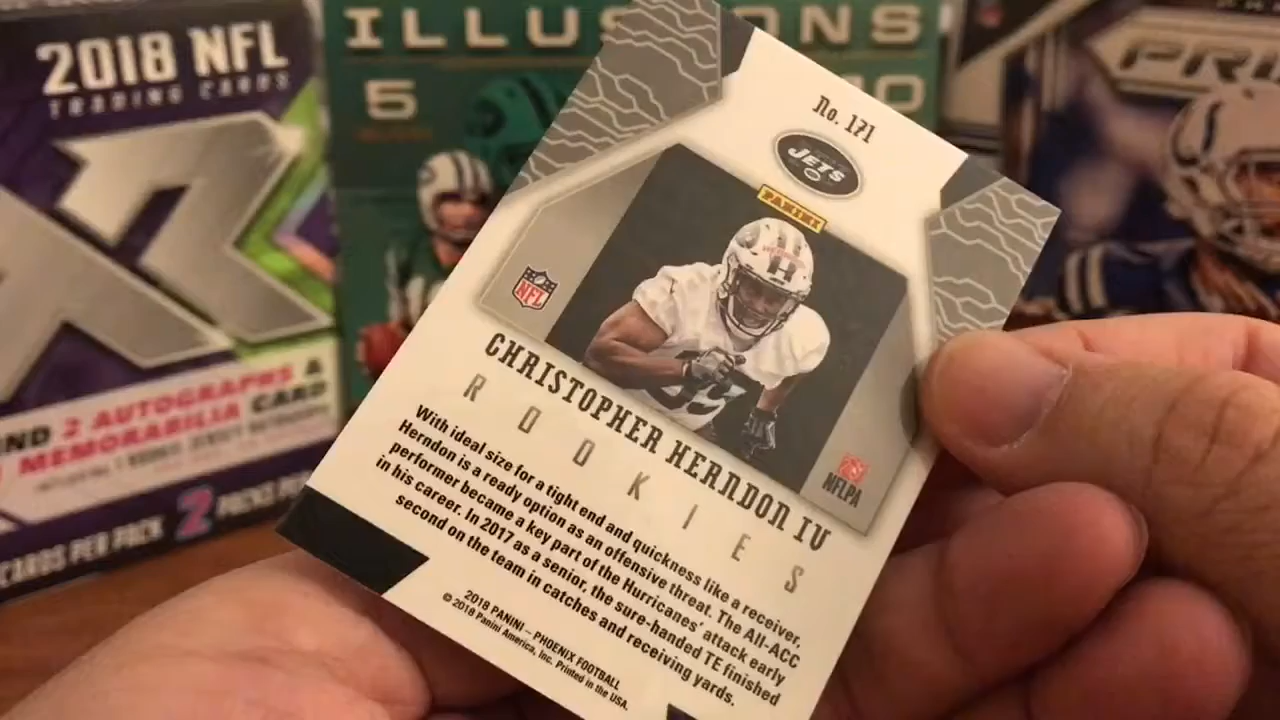 2018 NFL
TRADING CARDS
XR
2 AUTOGRAPHS &
MEMORABILIA CARD
CARDS PER PACK 2 PACKS
ILLUSIONS
5
10
No. 171
JETS
PANINI
NFL
NFLPA
CHRISTOPHER HERNDON IV
ROOKIES
With ideal size for a tight end and quickness like a receiver,
Herndon is a ready option as an offensive threat. The All-ACC
performer became a key part of the Hurricanes' attack early
in his career. In 2017 as a senior, the sure-handed TE finished
second on the team in catches and receiving yards.
2018 PANINI – PHOENIX FOOTBALL
© 2018 Panini America, Inc. Printed in the USA.